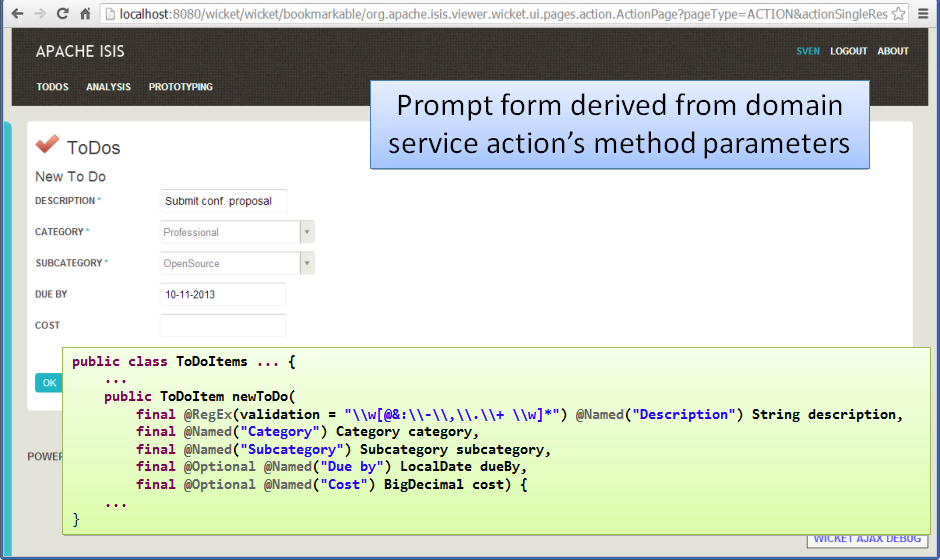 localhost:8080/wicket/wicket/bookmarkable/org.apache.isis.viewer.wicket.ui.pages.action.ActionPage?pageType=ACTION&actionSingleRes
APACHE ISIS
SVEN LOGOUT ABOUT
TODOS ANALYSIS PROTOTYPING
Prompt form derived from domain
service action’s method parameters
ToDos
New To Do
DESCRIPTION * Submit conf. proposal
CATEGORY * Professional
SUBCATEGORY * OpenSource
DUE BY 10-11-2013
COST
OK
public class ToDoItems ... {
...
public ToDoItem newToDo(
final @RegEx(validation = "\\w[@&:\\-\\,\\.\\+ \\w]*") @Named("Description") String description,
final @Named("Category") Category category,
final @Named("Subcategory") Subcategory subcategory,
final @Optional @Named("Due by") LocalDate dueBy,
final @Optional @Named("Cost") BigDecimal cost) {
...
}
POWER
WICKET AJAX DEBUG